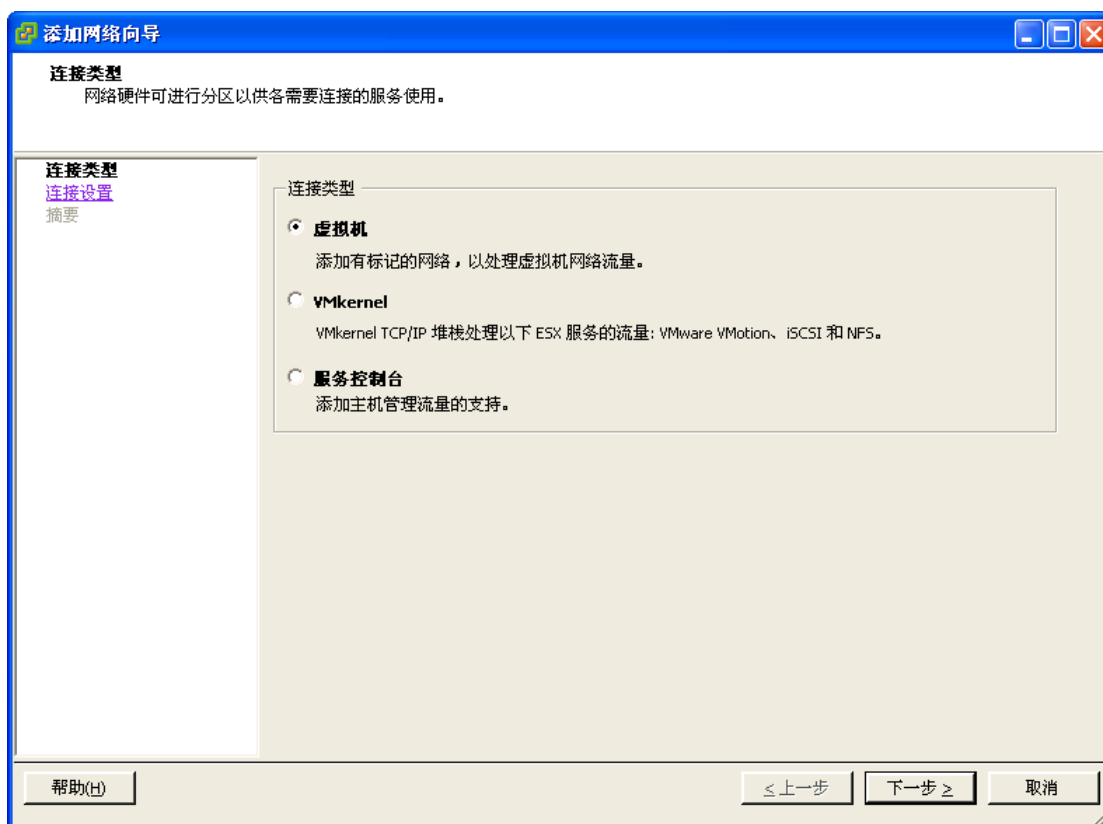 添加网络向导
连接类型
网络硬件可进行分区以供各需要连接的服务使用。
连接类型
连接设置
摘要
连接类型
虚拟机
添加有标记的网络，以处理虚拟机网络流量。
VMkernel
VMkernel TCP/IP 堆栈处理以下 ESX 服务的流量: VMware VMotion、iSCSI 和 NFS。
服务控制台
添加主机管理流量的支持。
帮助(H)
≤上一步
下一步 ≥
取消